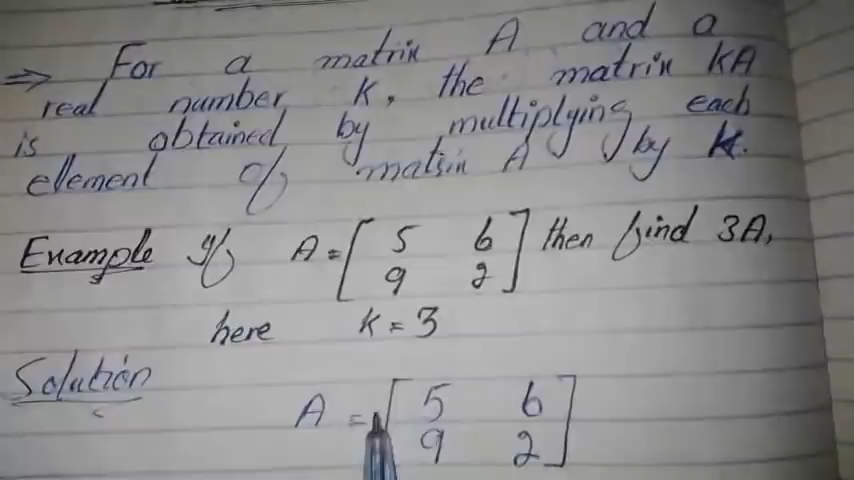 ⇒ For a matrix A and a
real number K, the matrix KA
is obtained by multiplying each
element of matrix A by K.
Example If A = [ 5 6 ] then find 3A,
[ 9 2 ]
here K = 3
Solution
A = [ 5 6 ]
[ 9 2 ]